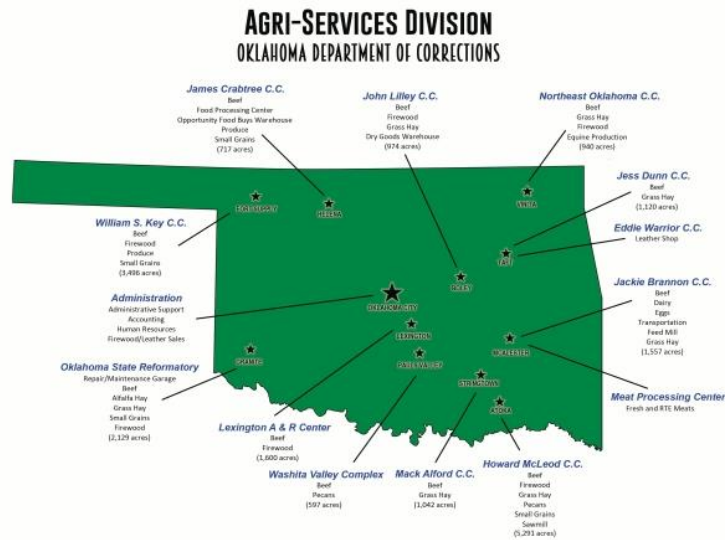 AGRI-SERVICES DIVISION
OKLAHOMA DEPARTMENT OF CORRECTIONS
James Crabtree C.C.
Beef
Food Processing Center
Opportunity Food Buys Warehouse
Produce
Small Grains
(717 acres)
John Lilley C.C.
Beef
Firewood
Grass Hay
Dry Goods Warehouse
(974 acres)
Northeast Oklahoma C.C.
Beef
Grass Hay
Firewood
Equine Production
(940 acres)
Jess Dunn C.C.
Beef
Grass Hay
(1,120 acres)
Eddie Warrior C.C.
Leather Shop
William S. Key C.C.
Beef
Firewood
Produce
Small Grains
(3,496 acres)
FORT SUPPLY
HELENA
VINITA
TAFT
BOLEY
OKLAHOMA CITY
LEXINGTON
PAULS VALLEY
MCALESTER
STRINGTOWN
ATOKA
GRANITE
Administration
Administrative Support
Accounting
Human Resources
Firewood/Leather Sales
Jackie Brannon C.C.
Beef
Dairy
Eggs
Transportation
Feed Mill
Grass Hay
(1,557 acres)
Oklahoma State Reformatory
Repair/Maintenance Garage
Beef
Alfalfa Hay
Grass Hay
Small Grains
Firewood
(2,129 acres)
Meat Processing Center
Fresh and RTE Meats
Lexington A & R Center
Beef
Firewood
(1,600 acres)
Washita Valley Complex
Beef
Pecans
(597 acres)
Mack Alford C.C.
Beef
Grass Hay
(1,042 acres)
Howard McLeod C.C.
Beef
Firewood
Grass Hay
Pecans
Small Grains
Sawmill
(5,291 acres)